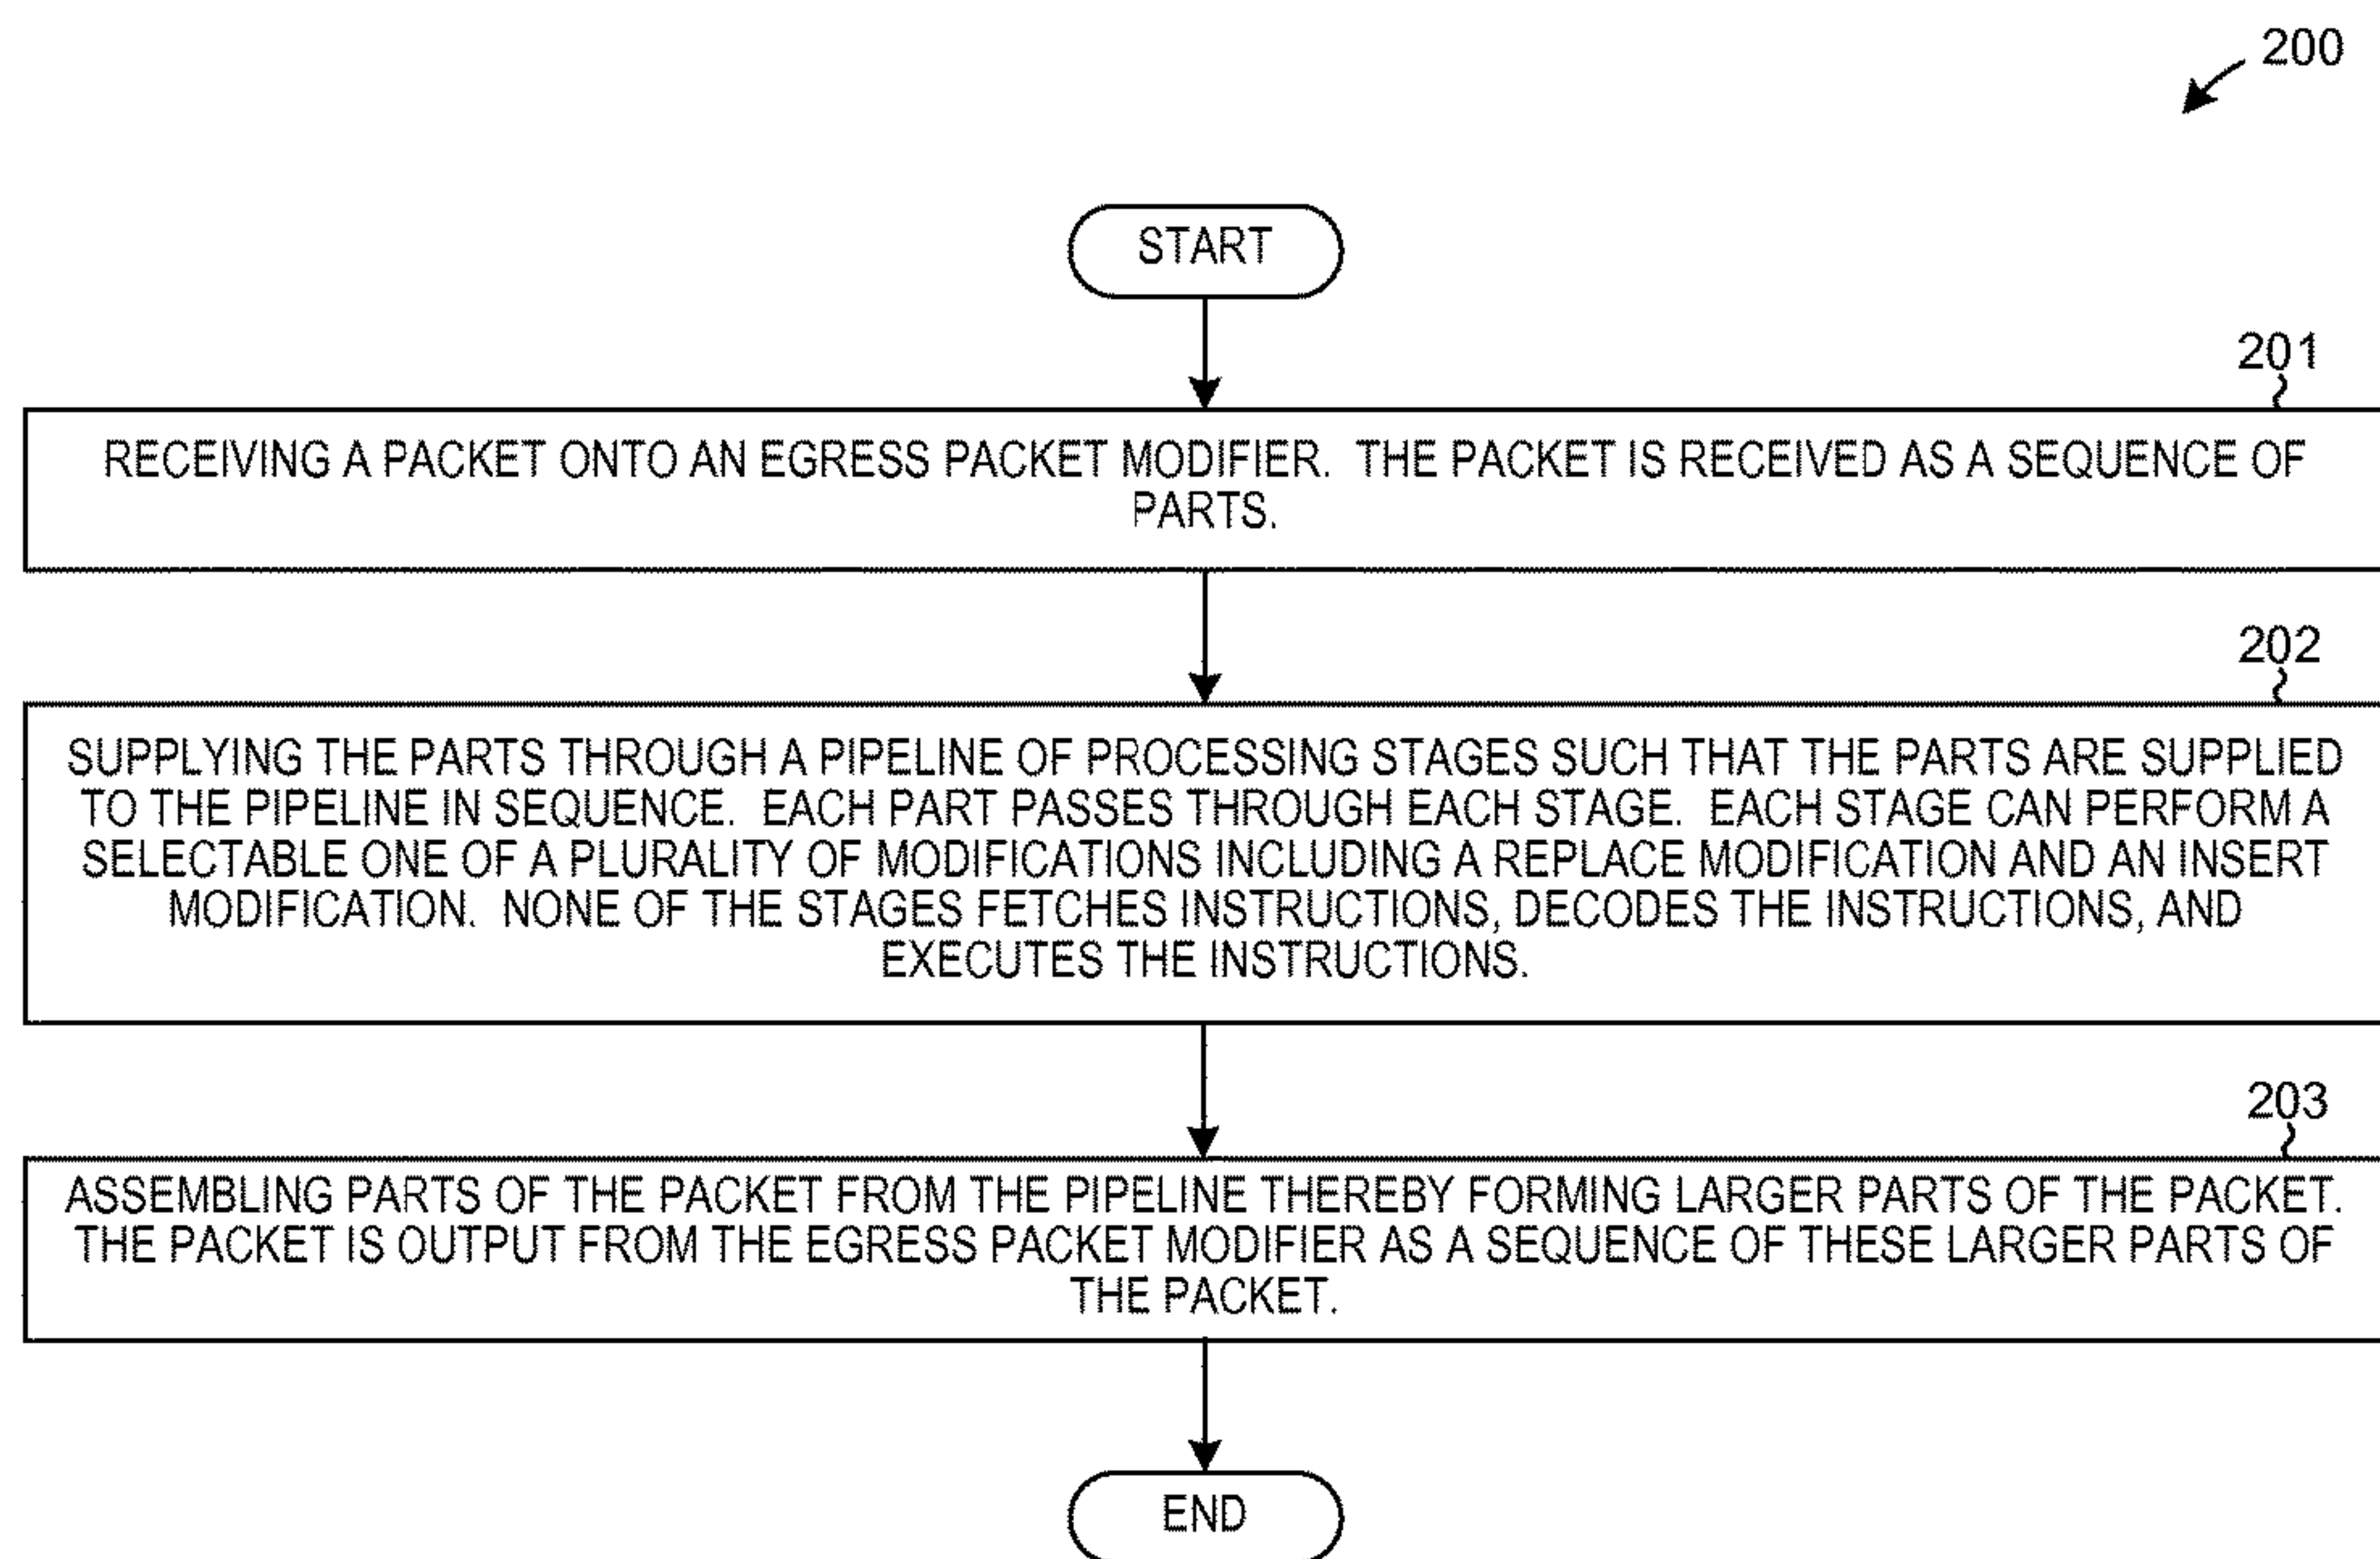 200
START
201
RECEIVING A PACKET ONTO AN EGRESS PACKET MODIFIER. THE PACKET IS RECEIVED AS A SEQUENCE OF
PARTS.
202
SUPPLYING THE PARTS THROUGH A PIPELINE OF PROCESSING STAGES SUCH THAT THE PARTS ARE SUPPLIED
TO THE PIPELINE IN SEQUENCE. EACH PART PASSES THROUGH EACH STAGE. EACH STAGE CAN PERFORM A
SELECTABLE ONE OF A PLURALITY OF MODIFICATIONS INCLUDING A REPLACE MODIFICATION AND AN INSERT
MODIFICATION. NONE OF THE STAGES FETCHES INSTRUCTIONS, DECODES THE INSTRUCTIONS, AND
EXECUTES THE INSTRUCTIONS.
203
ASSEMBLING PARTS OF THE PACKET FROM THE PIPELINE THEREBY FORMING LARGER PARTS OF THE PACKET.
THE PACKET IS OUTPUT FROM THE EGRESS PACKET MODIFIER AS A SEQUENCE OF THESE LARGER PARTS OF
THE PACKET.
END